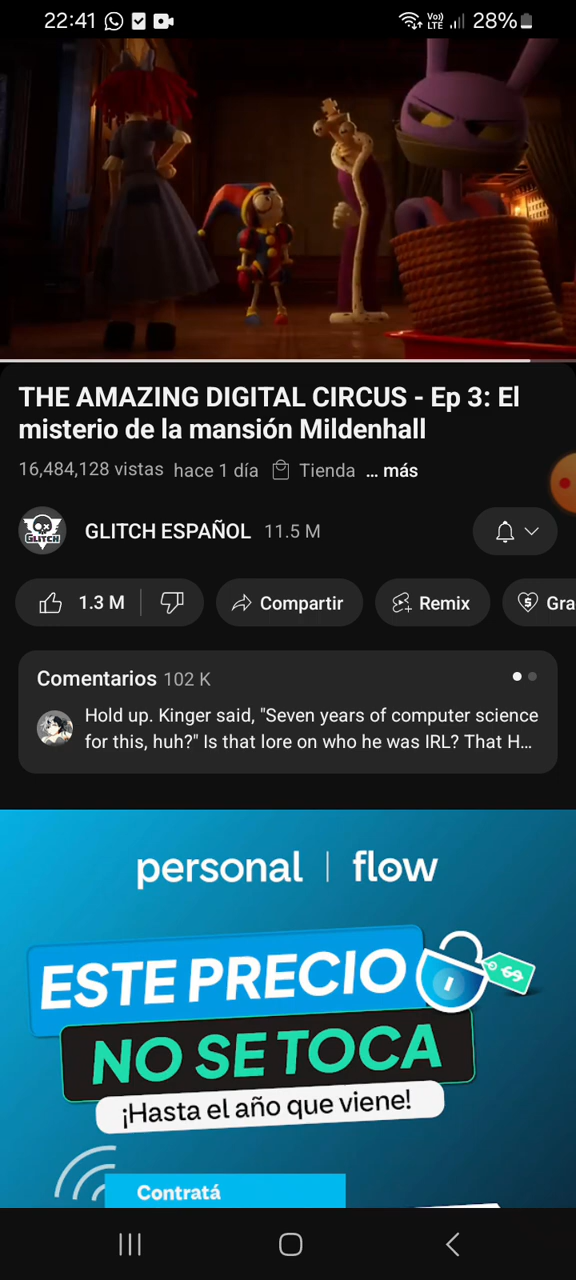 22:41
Vo)) LTE
28%
THE AMAZING DIGITAL CIRCUS - Ep 3: El
misterio de la mansión Mildenhall
16,484,128 vistas hace 1 día Tienda ... más
GLITCH
GLITCH ESPAÑOL 11.5 M
1.3 M Compartir Remix Gra
Comentarios 102 K
Hold up. Kinger said, "Seven years of computer science
for this, huh?" Is that lore on who he was IRL? That H...
personal | flow
ESTE PRECIO
NO SE TOCA
¡Hasta el año que viene!
Contratá